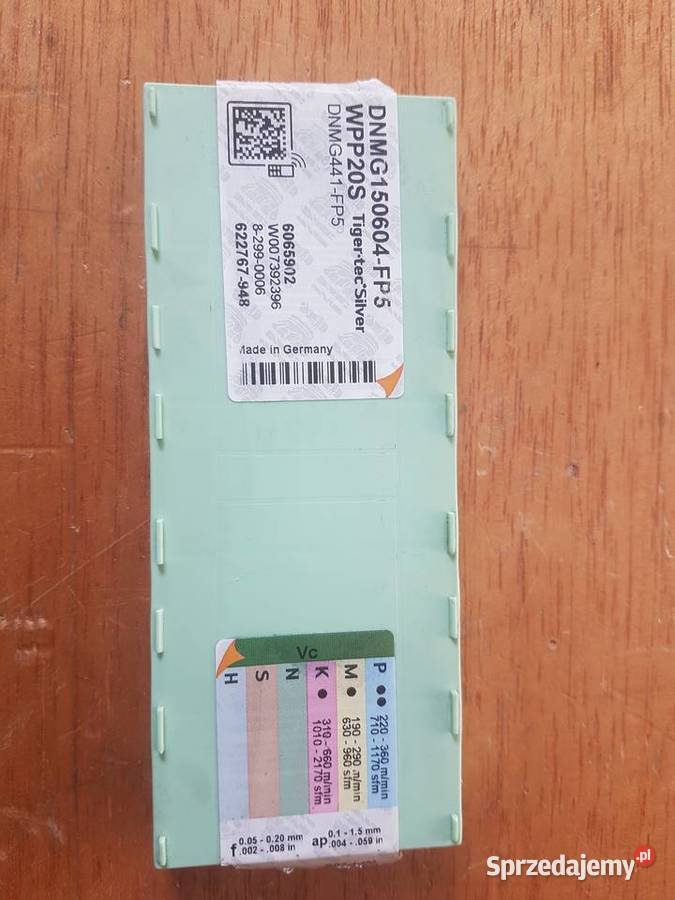 DNMG150604-FP5
WPP20S Tiger·tec®Silver
DNMG441-FP5
6065902
W007392396
8-299-0006
622767-948
Made in Germany
Vc
P ●● 220 - 360 m/min
710 - 1170 sfm
M ● 190 - 290 m/min
630 - 960 sfm
K ● 310 - 660 m/min
1010 - 2170 sfm
N
S
H
f 0.05 - 0.20 mm
.002 - .008 in
ap 0.1 - 1.5 mm
.004 - .059 in
Sprzedajemy.pl